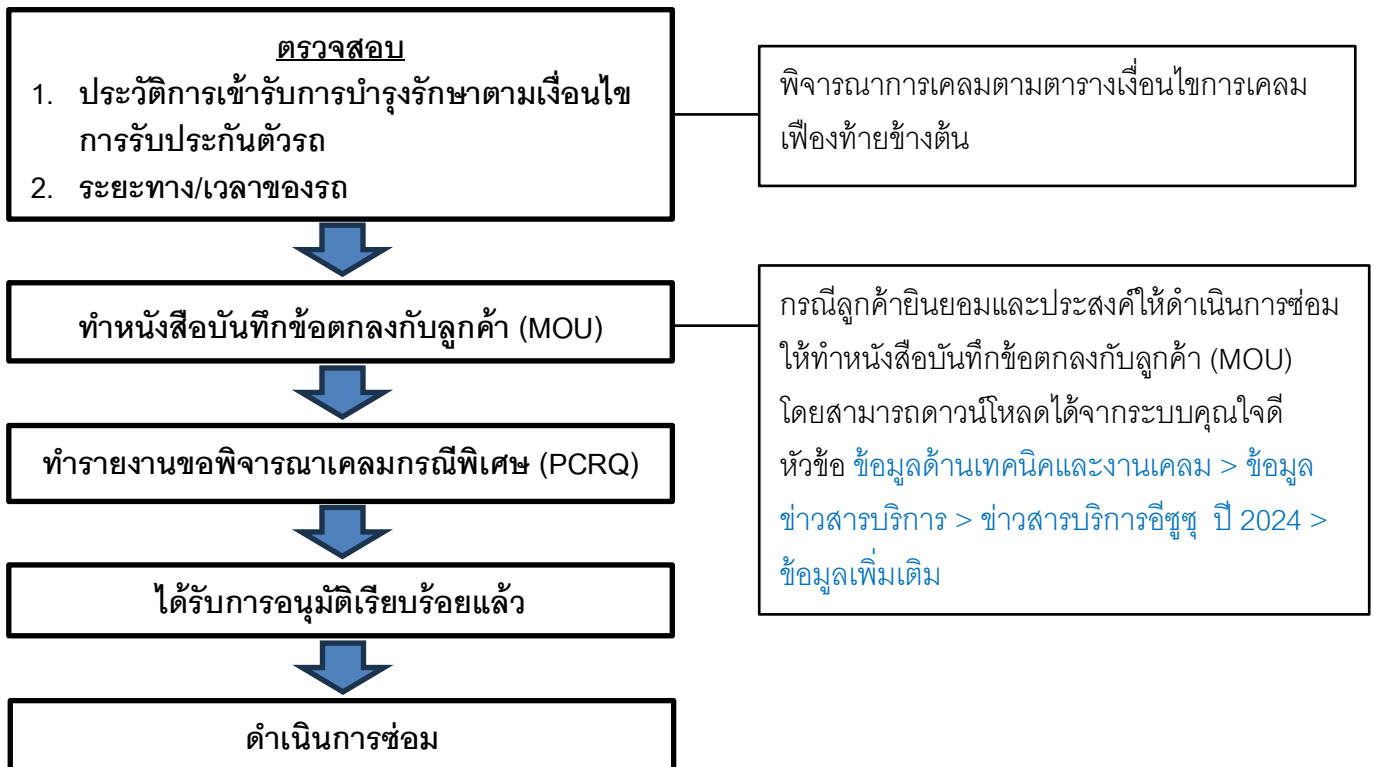 ตรวจสอบ
1. ประวัติการเข้ารับการบำรุงรักษาตามเงื่อนไข
การรับประกันตัวรถ
2. ระยะทาง/เวลาของรถ
พิจารณาการเคลมตามตารางเงื่อนไขการเคลม
เฟืองท้ายข้างต้น
ทำหนังสือบันทึกข้อตกลงกับลูกค้า (MOU)
กรณีลูกค้ายินยอมและประสงค์ให้ดำเนินการซ่อม
ให้ทำหนังสือบันทึกข้อตกลงกับลูกค้า (MOU)
โดยสามารถดาวน์โหลดได้จากระบบคุณใจดี
หัวข้อ ข้อมูลด้านเทคนิคและงานเคลม > ข้อมูล
ข่าวสารบริการ > ข่าวสารบริการอีซูซุ ปี 2024 >
ข้อมูลเพิ่มเติม
ทำรายงานขอพิจารณาเคลมกรณีพิเศษ (PCRQ)
ได้รับการอนุมัติเรียบร้อยแล้ว
ดำเนินการซ่อม